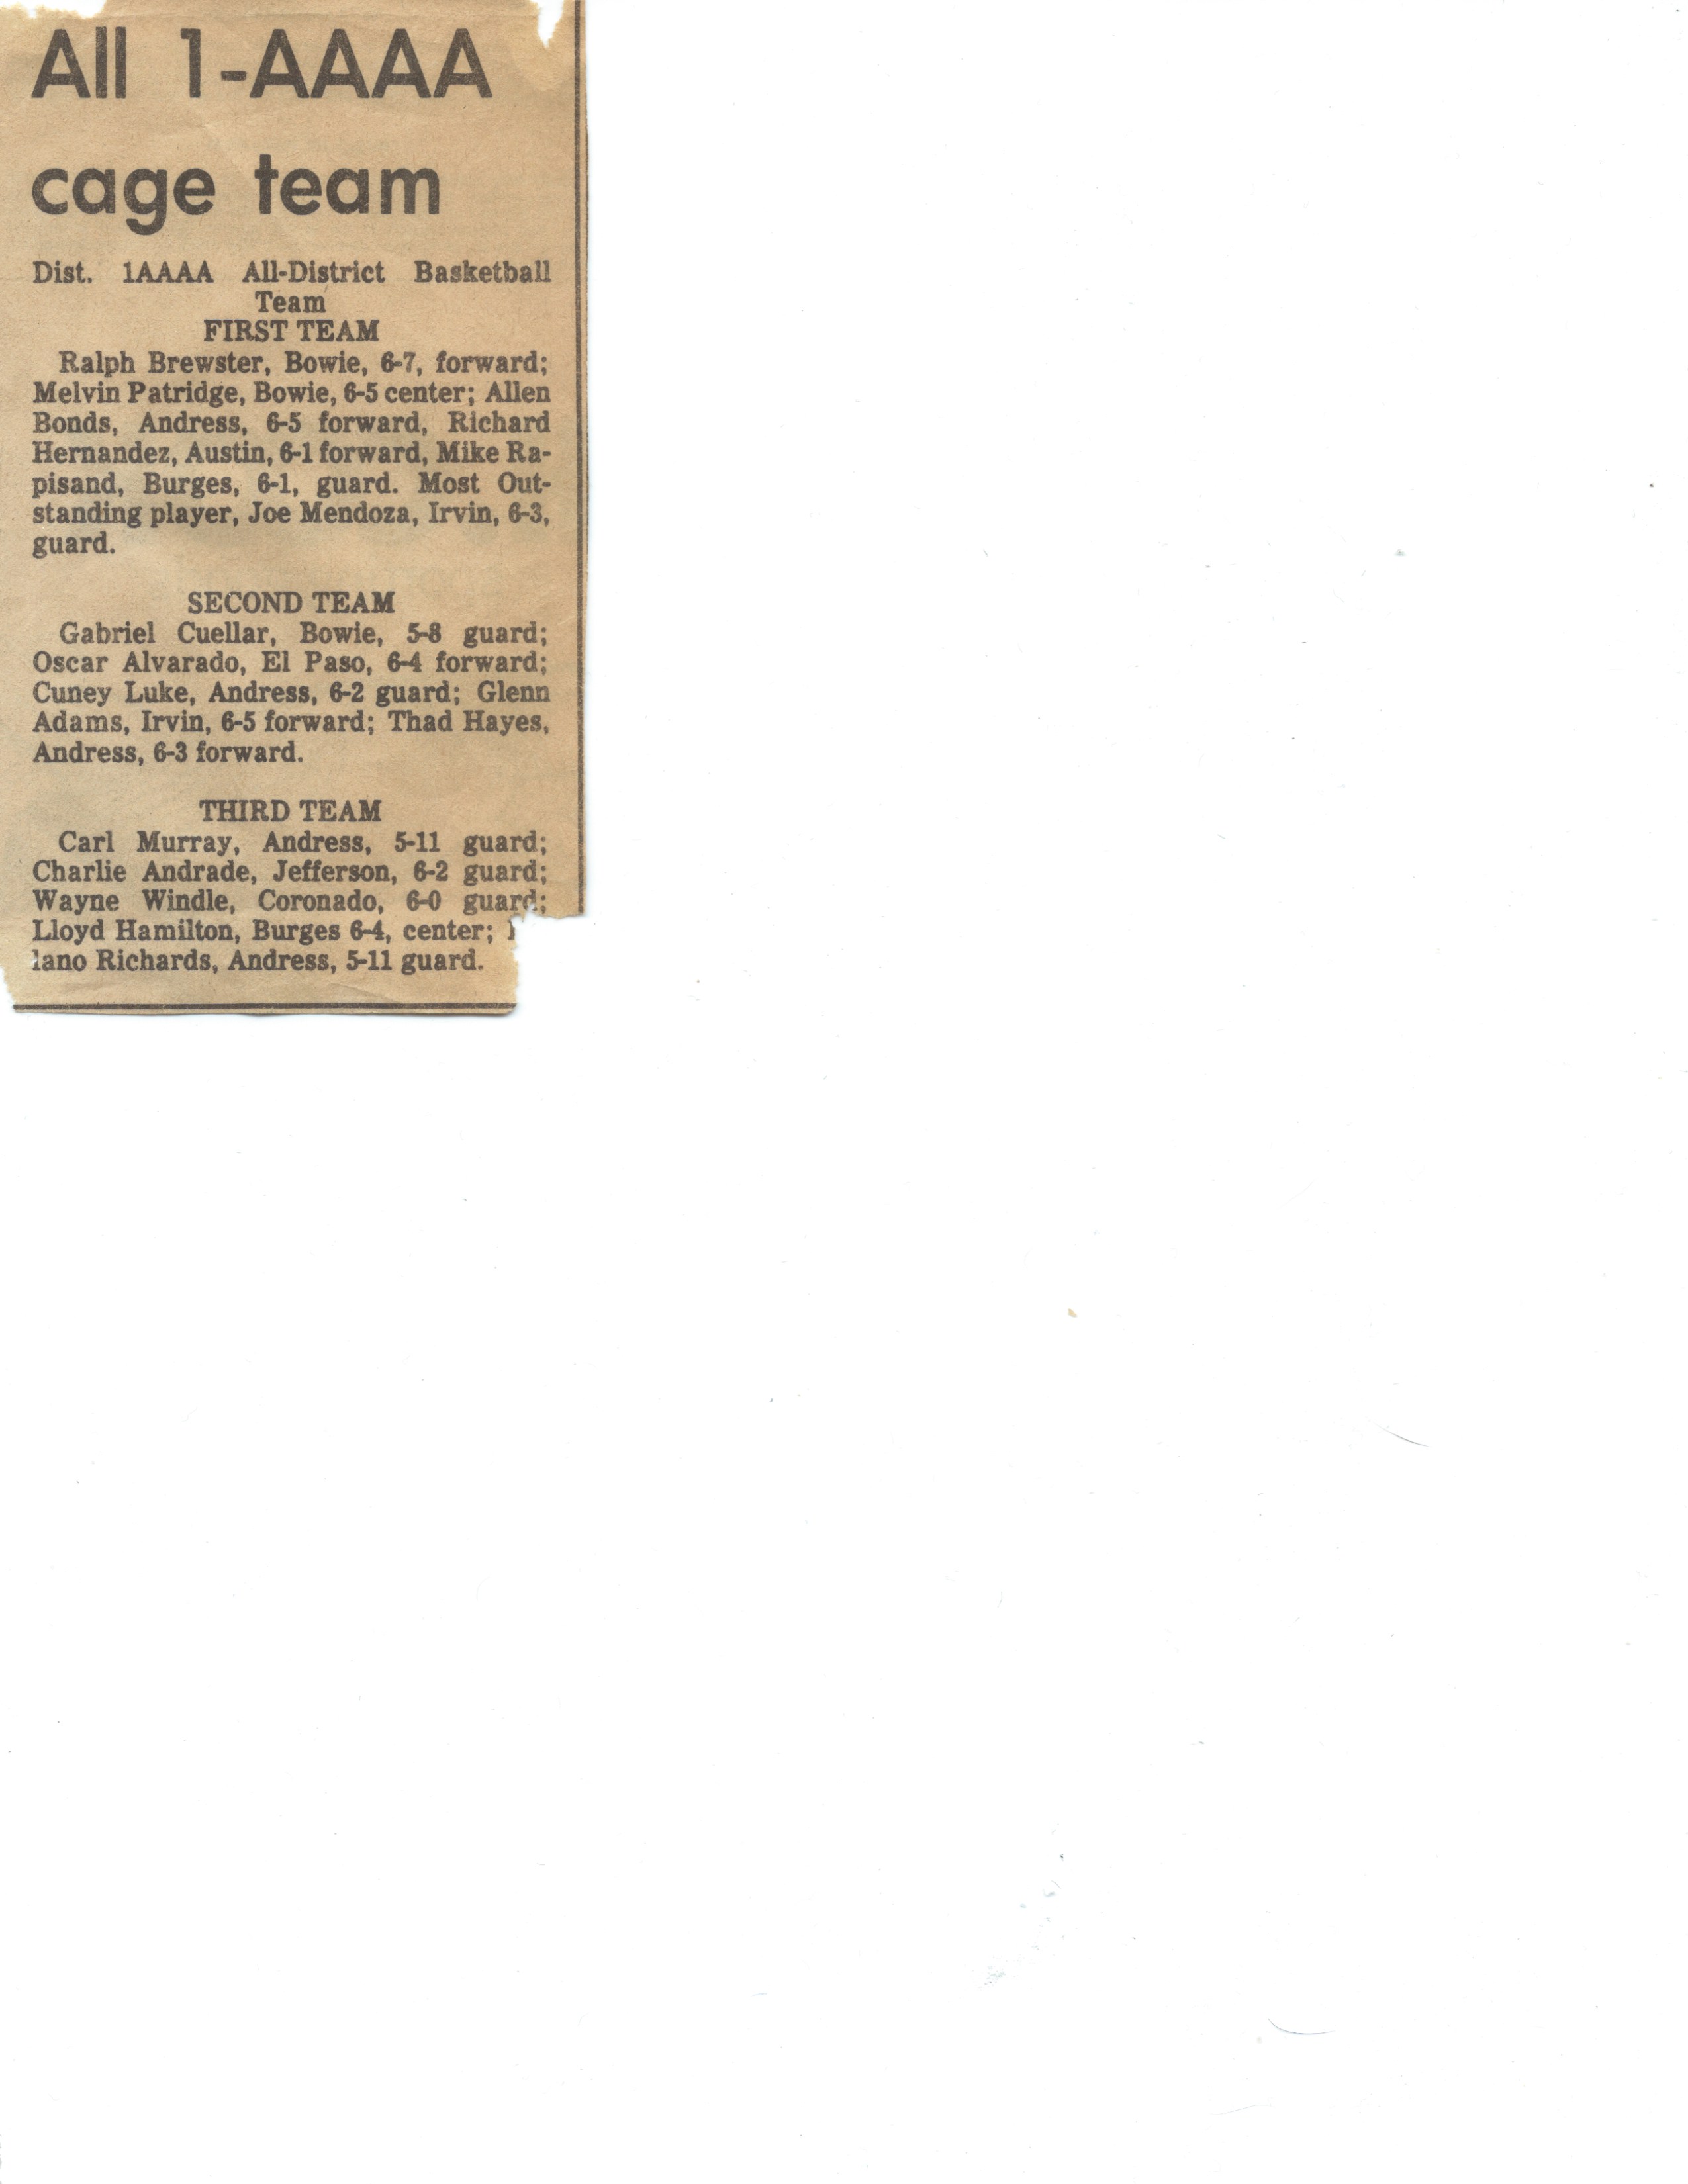 All 1-AAAA
cage team
Dist. 1AAAA All-District Basketball
Team
FIRST TEAM
Ralph Brewster, Bowie, 6-7, forward;
Melvin Patridge, Bowie, 6-5 center; Allen
Bonds, Andress, 6-5 forward, Richard
Hernandez, Austin, 6-1 forward, Mike Ra-
pisand, Burges, 6-1, guard. Most Out-
standing player, Joe Mendoza, Irvin, 6-3,
guard.
SECOND TEAM
Gabriel Cuellar, Bowie, 5-8 guard;
Oscar Alvarado, El Paso, 6-4 forward;
Cuney Luke, Andress, 6-2 guard; Glenn
Adams, Irvin, 6-5 forward; Thad Hayes,
Andress, 6-3 forward.
THIRD TEAM
Carl Murray, Andress, 5-11 guard;
Charlie Andrade, Jefferson, 6-2 guard;
Wayne Windle, Coronado, 6-0 guard;
Lloyd Hamilton, Burges 6-4, center;
lano Richards, Andress, 5-11 guard.